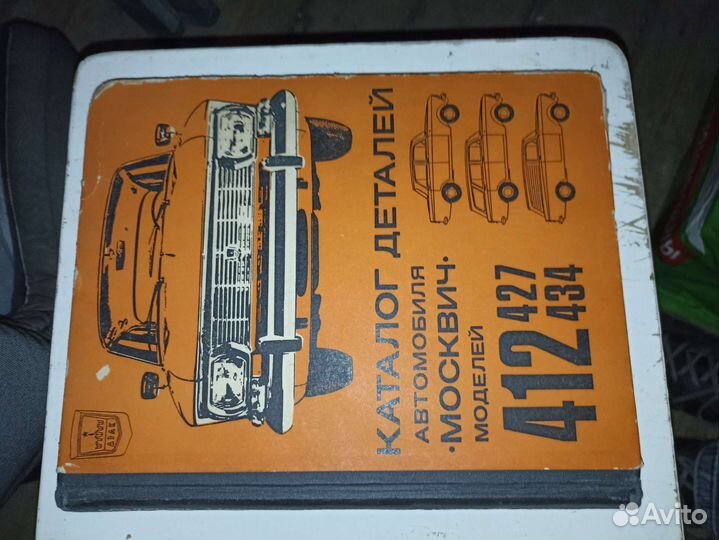 КАТАЛОГ ДЕТАЛЕЙ
АВТОМОБИЛЯ
·МОСКВИЧ·
МОДЕЛЕЙ
412 427
434
Avito